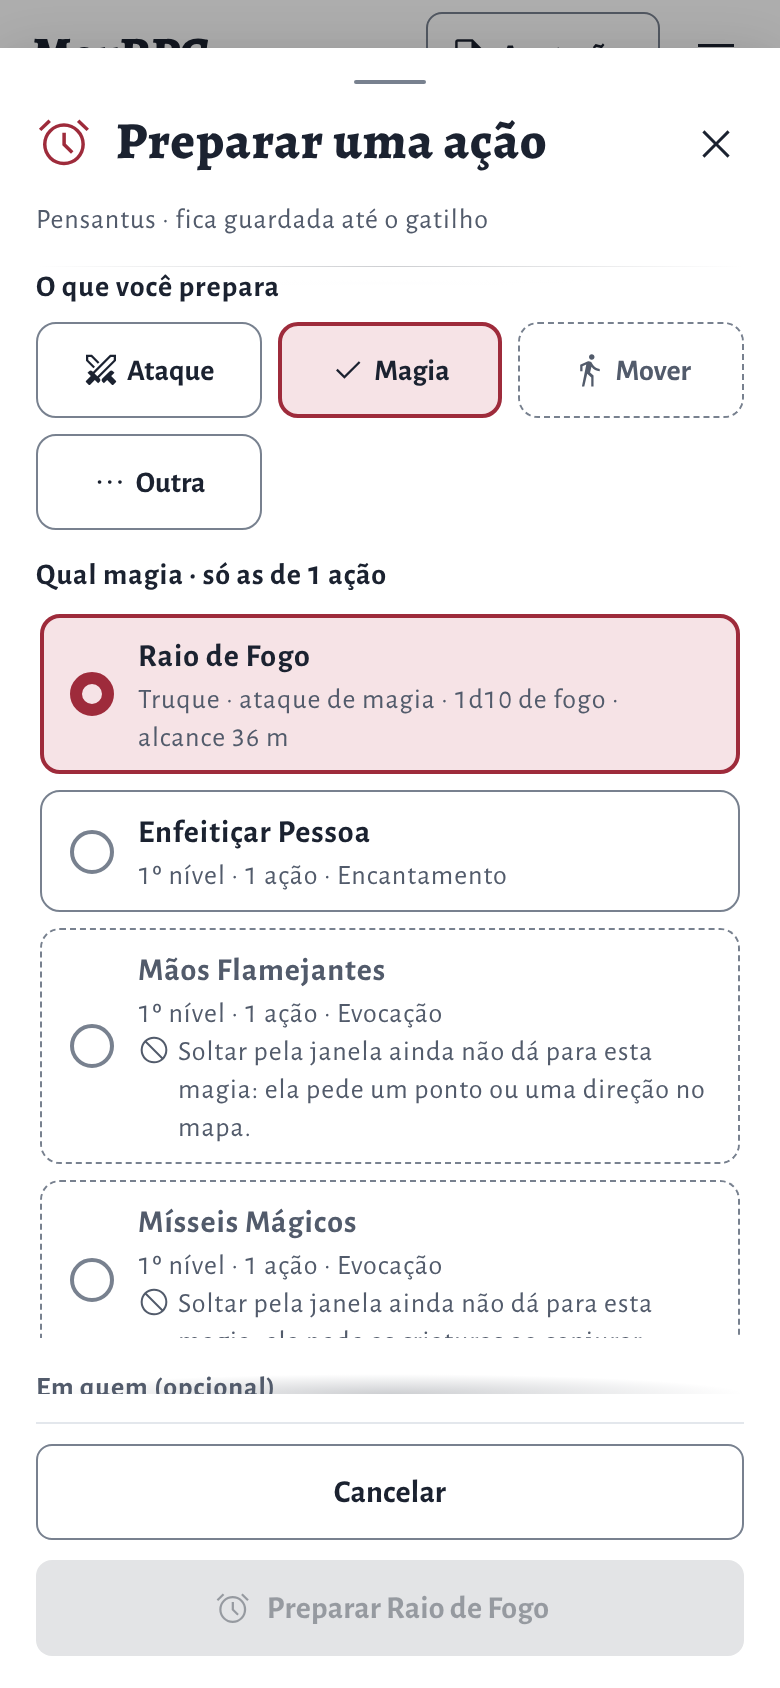 Preparar uma ação
Pensantus · fica guardada até o gatilho
O que você prepara
Ataque
Magia
Mover
··· Outra
Qual magia · só as de 1 ação
Raio de Fogo
Truque · ataque de magia · 1d10 de fogo ·
alcance 36 m
Enfeitiçar Pessoa
1º nível · 1 ação · Encantamento
Mãos Flamejantes
1º nível · 1 ação · Evocação
Soltar pela janela ainda não dá para esta
magia: ela pede um ponto ou uma direção no
mapa.
Mísseis Mágicos
1º nível · 1 ação · Evocação
Soltar pela janela ainda não dá para esta
Em quem (opcional)
Cancelar
Preparar Raio de Fogo